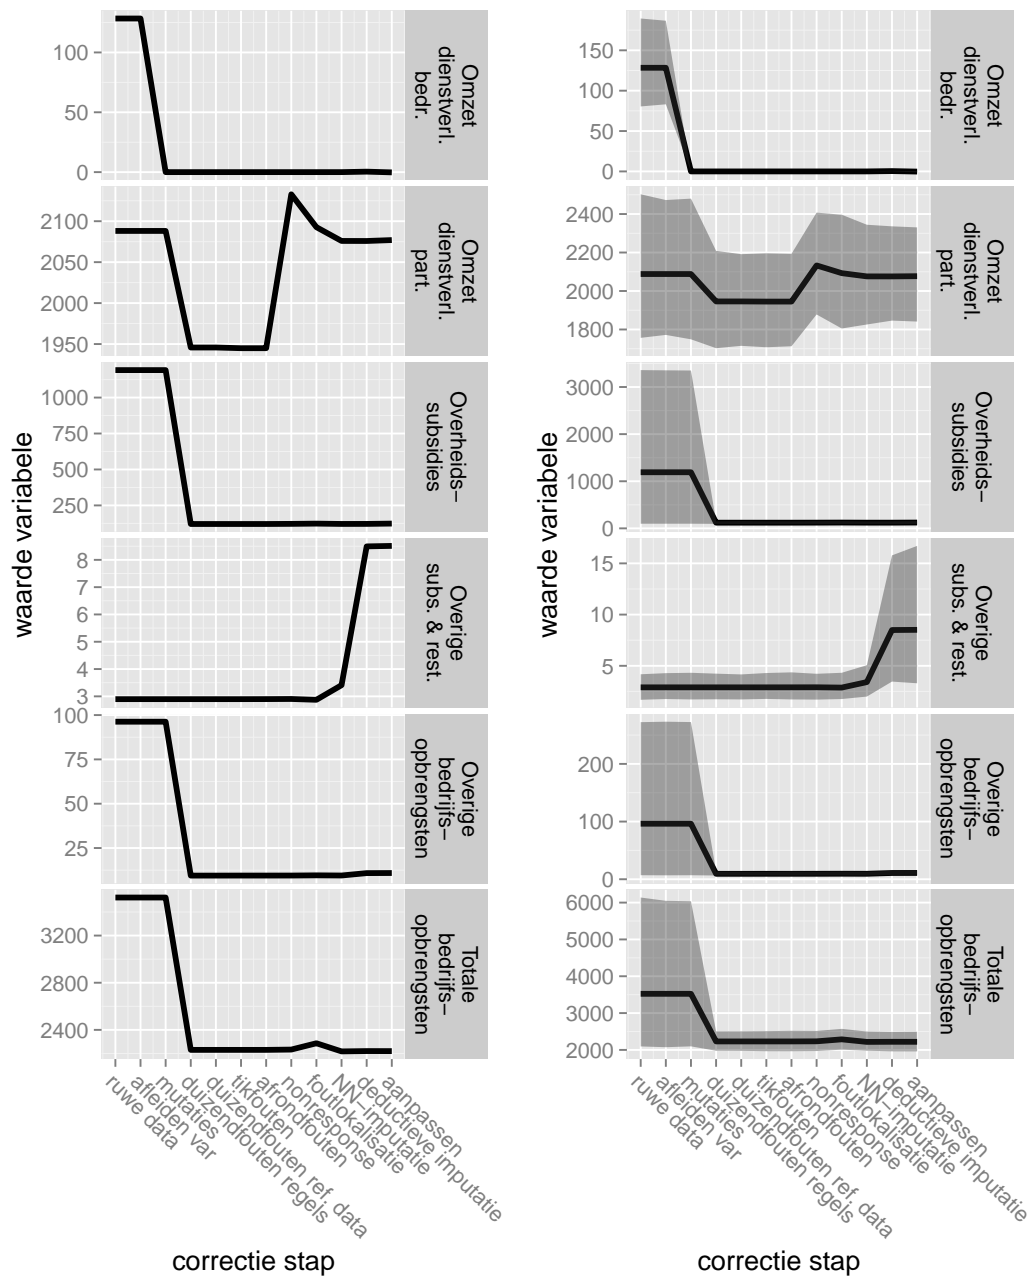 waarde variabele
100
50
0
Omzet
dienstverl.
bedr.
2100
2050
2000
1950
Omzet
dienstverl.
part.
1000
750
500
250
Overheids–
subsidies
8
7
6
5
4
3
Overige
subs. & rest.
100
75
50
25
Overige
bedrijfs–
opbrengsten
3200
2800
2400
Totale
bedrijfs–
opbrengsten
ruwe data
afleiden var
mutaties
duizendfouten regels
duizendfouten ref. data
tikfouten
afrondfouten
nonresponse
foutlokalisatie
NN–imputatie
deductieve imputatie
aanpassen
correctie stap
waarde variabele
150
100
50
0
Omzet
dienstverl.
bedr.
2400
2200
2000
1800
Omzet
dienstverl.
part.
3000
2000
1000
0
Overheids–
subsidies
15
10
5
Overige
subs. & rest.
200
100
0
Overige
bedrijfs–
opbrengsten
6000
5000
4000
3000
2000
Totale
bedrijfs–
opbrengsten
ruwe data
afleiden var
mutaties
duizendfouten regels
duizendfouten ref. data
tikfouten
afrondfouten
nonresponse
foutlokalisatie
NN–imputatie
deductieve imputatie
aanpassen
correctie stap